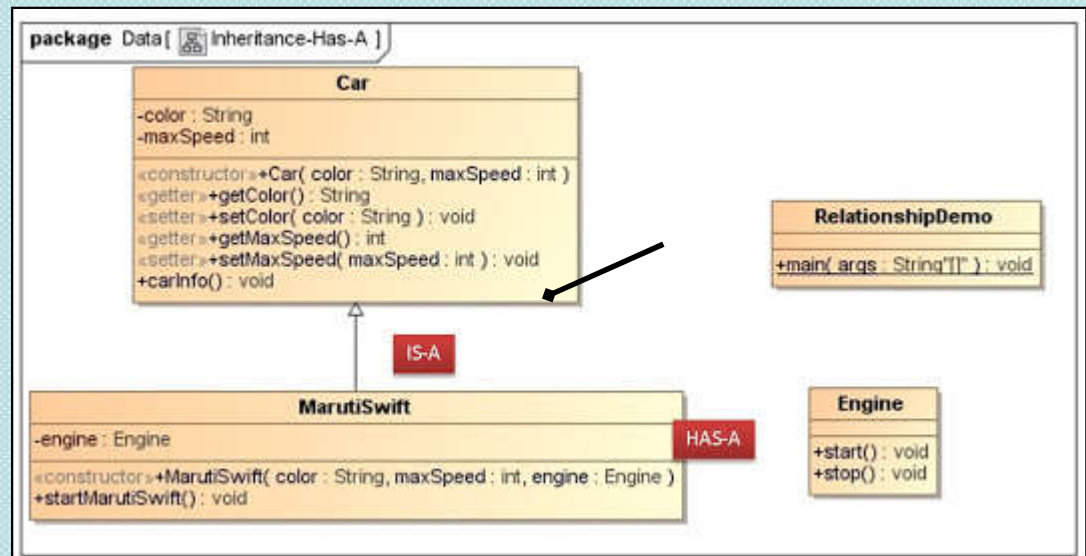 package Data[ Inheritance-Has-A ]
Car
-color : String
-maxSpeed : int
«constructor»+Car( color : String, maxSpeed : int )
«getter»+getColor() : String
«setter»+setColor( color : String ) : void
«getter»+getMaxSpeed() : int
«setter»+setMaxSpeed( maxSpeed : int ) : void
+carInfo() : void
RelationshipDemo
+main( args : String"[]" ) : void
IS-A
MarutiSwift
-engine : Engine
«constructor»+MarutiSwift( color : String, maxSpeed : int, engine : Engine )
+startMarutiSwift() : void
HAS-A
Engine
+start() : void
+stop() : void